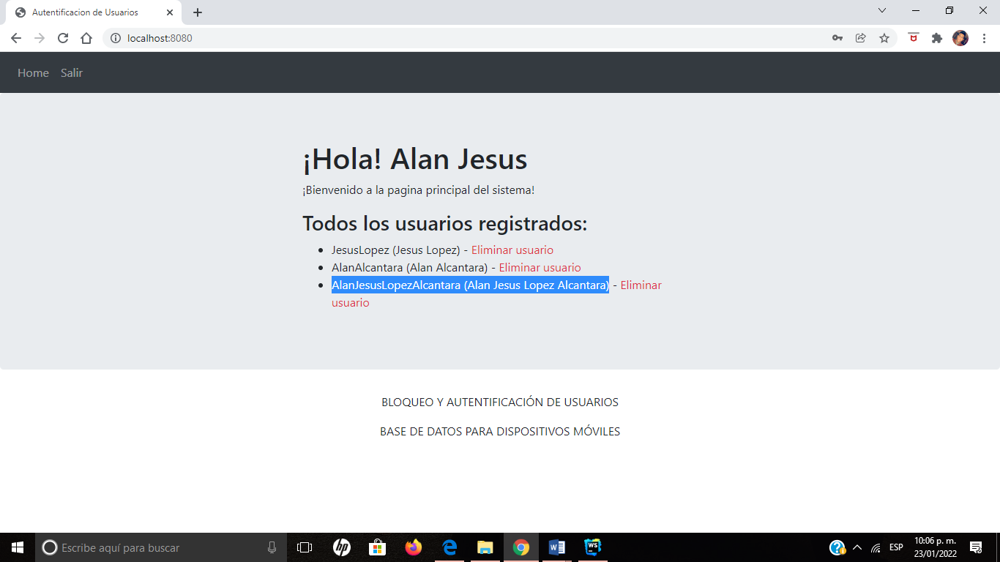 Autentificacion de Usuarios
localhost:8080
Home Salir
¡Hola! Alan Jesus
¡Bienvenido a la pagina principal del sistema!
Todos los usuarios registrados:
JesusLopez (Jesus Lopez) - Eliminar usuario
AlanAlcantara (Alan Alcantara) - Eliminar usuario
AlanJesusLopezAlcantara (Alan Jesus Lopez Alcantara) - Eliminar
usuario
BLOQUEO Y AUTENTIFICACIÓN DE USUARIOS
BASE DE DATOS PARA DISPOSITIVOS MÓVILES
Escribe aquí para buscar
hp
WS
ESP
10:06 p. m.
23/01/2022